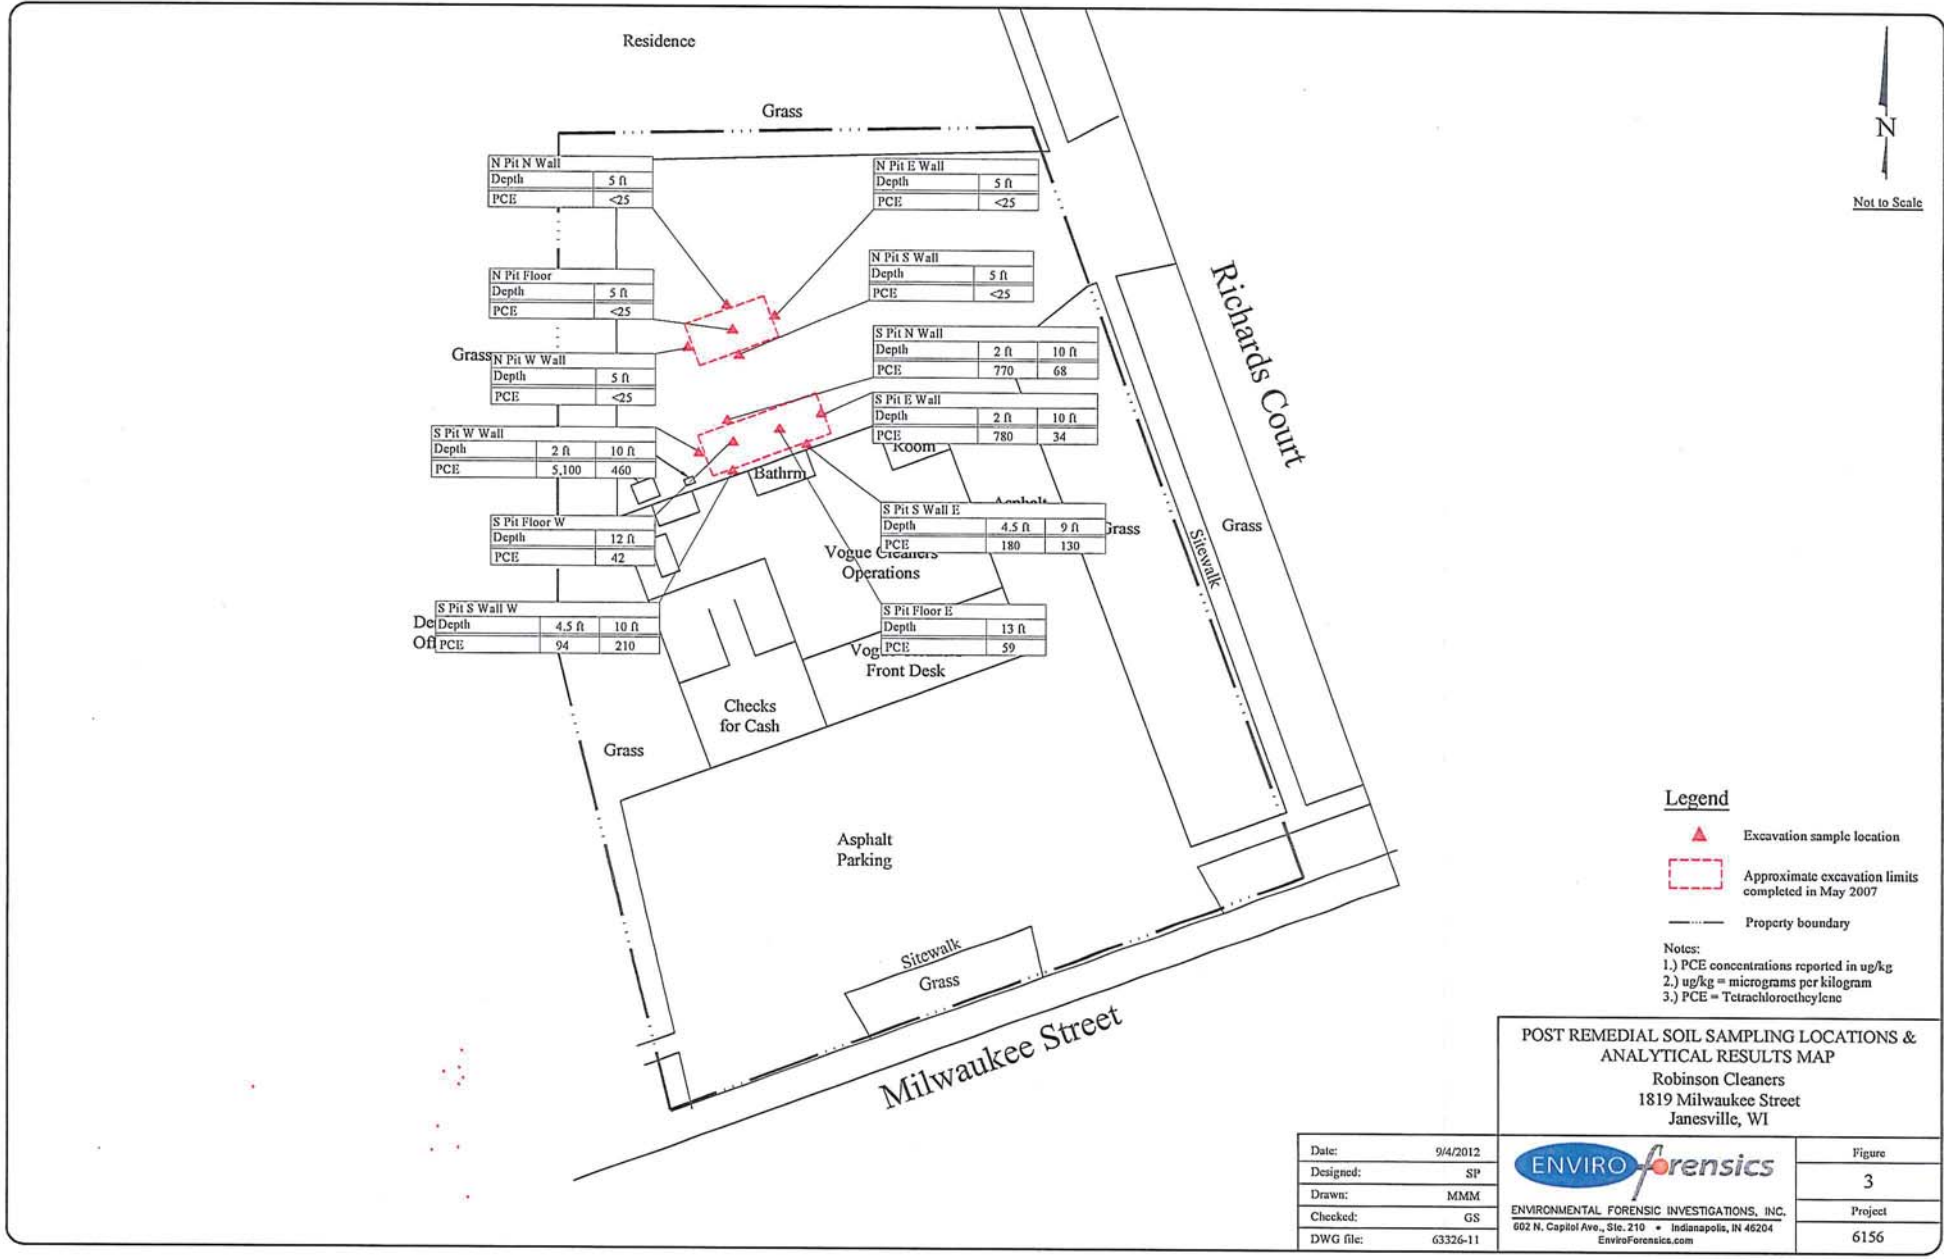 Residence
Grass
N
Not to Scale
N Pit N Wall
Depth 5 ft
PCE <25
N Pit E Wall
Depth 5 ft
PCE <25
N Pit Floor
Depth 5 ft
PCE <25
N Pit S Wall
Depth 5 ft
PCE <25
Grass
N Pit W Wall
Depth 5 ft
PCE <25
S Pit N Wall
Depth 2 ft 10 ft
PCE 770 68
S Pit E Wall
Depth 2 ft 10 ft
PCE 780 34
S Pit W Wall
Depth 2 ft 10 ft
PCE 5,100 460
Room
Bathrm
Asphalt
S Pit Floor W
Depth 12 ft
PCE 42
S Pit S Wall E
Depth 4.5 ft 9 ft
PCE 180 130
Grass
Vogue Cleaners
Operations
S Pit S Wall W
Depth 4.5 ft 10 ft
PCE 94 210
S Pit Floor E
Depth 13 ft
PCE 59
Front Desk
Richards Court
Sitewalk
Grass
Checks
for Cash
Grass
Asphalt
Parking
Sitewalk
Grass
Milwaukee Street
Legend
Excavation sample location
Approximate excavation limits
completed in May 2007
Property boundary
Notes:
1.) PCE concentrations reported in ug/kg
2.) ug/kg = micrograms per kilogram
3.) PCE = Tetrachloroethcylene
POST REMEDIAL SOIL SAMPLING LOCATIONS &
ANALYTICAL RESULTS MAP
Robinson Cleaners
1819 Milwaukee Street
Janesville, WI
Date: 9/4/2012
Designed: SP
Drawn: MMM
Checked: GS
DWG file: 63326-11
ENVIRO forensics
ENVIRONMENTAL FORENSIC INVESTIGATIONS, INC.
602 N. Capitol Ave., Ste. 210 • Indianapolis, IN 46204
EnviroForensics.com
Figure
3
Project
6156